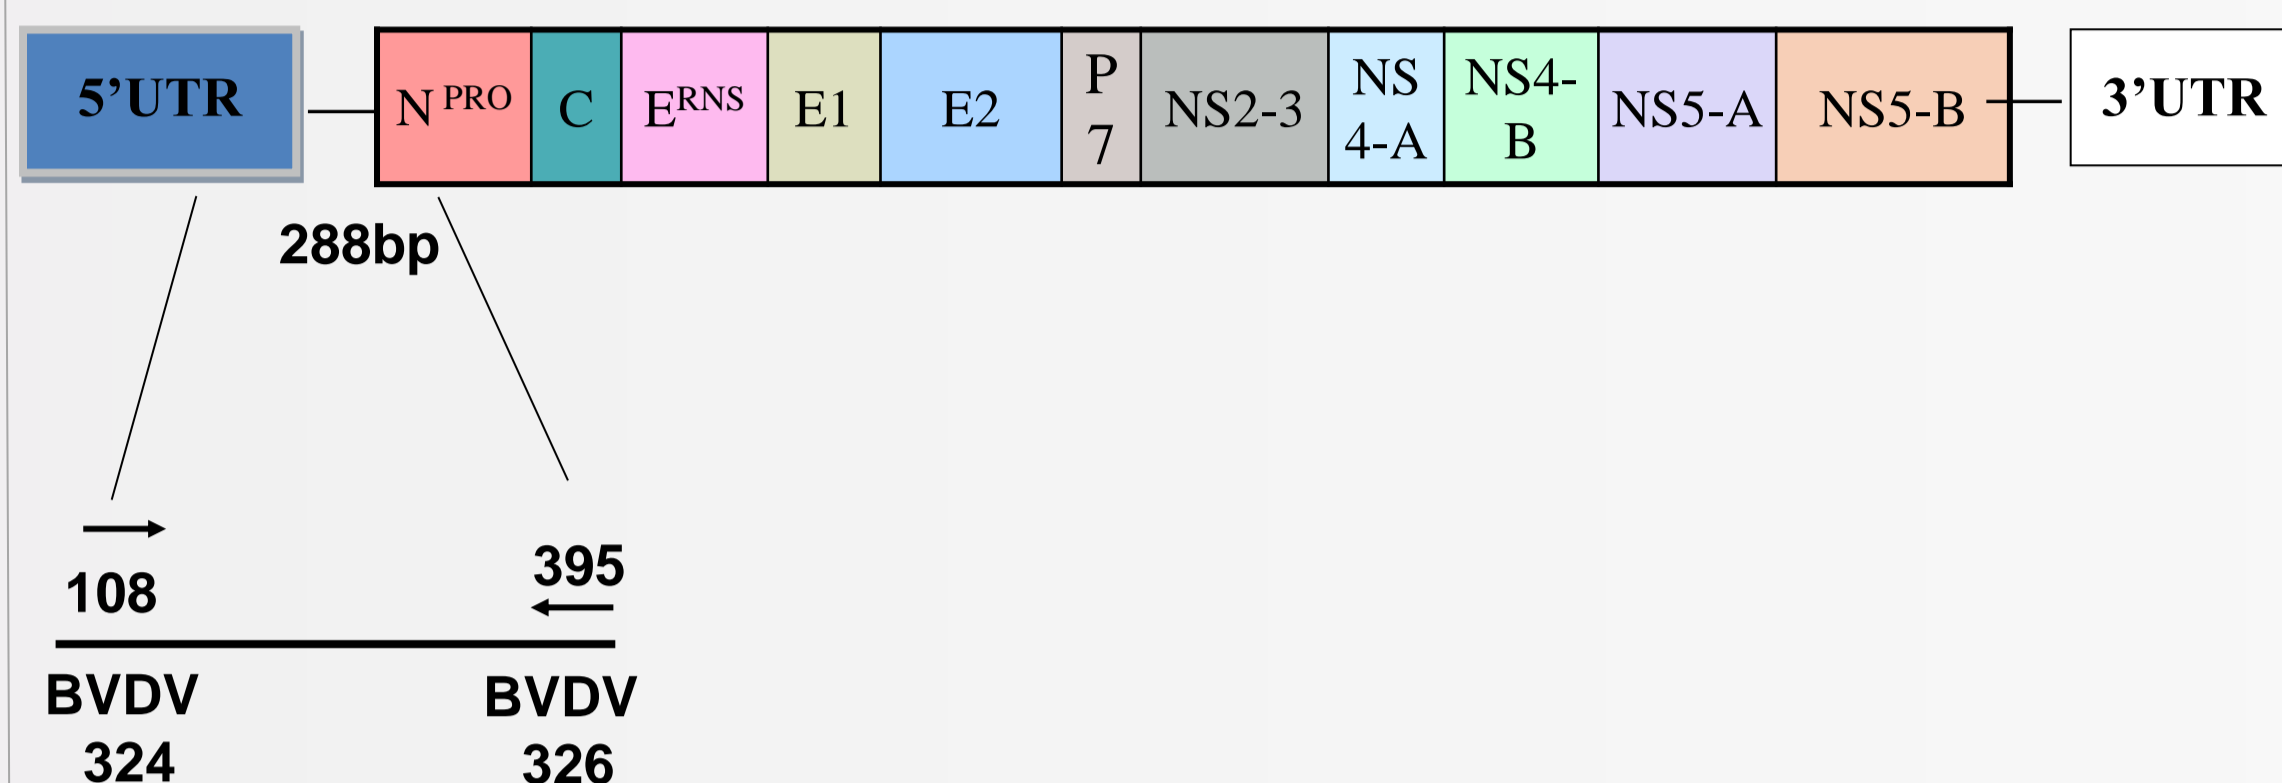 5’UTR
N PRO
C
ERNS
E1
E2
P
7
NS2-3
NS
4-A
NS4-
B
NS5-A
NS5-B
3’UTR
288bp
108
395
BVDV
324
BVDV
326